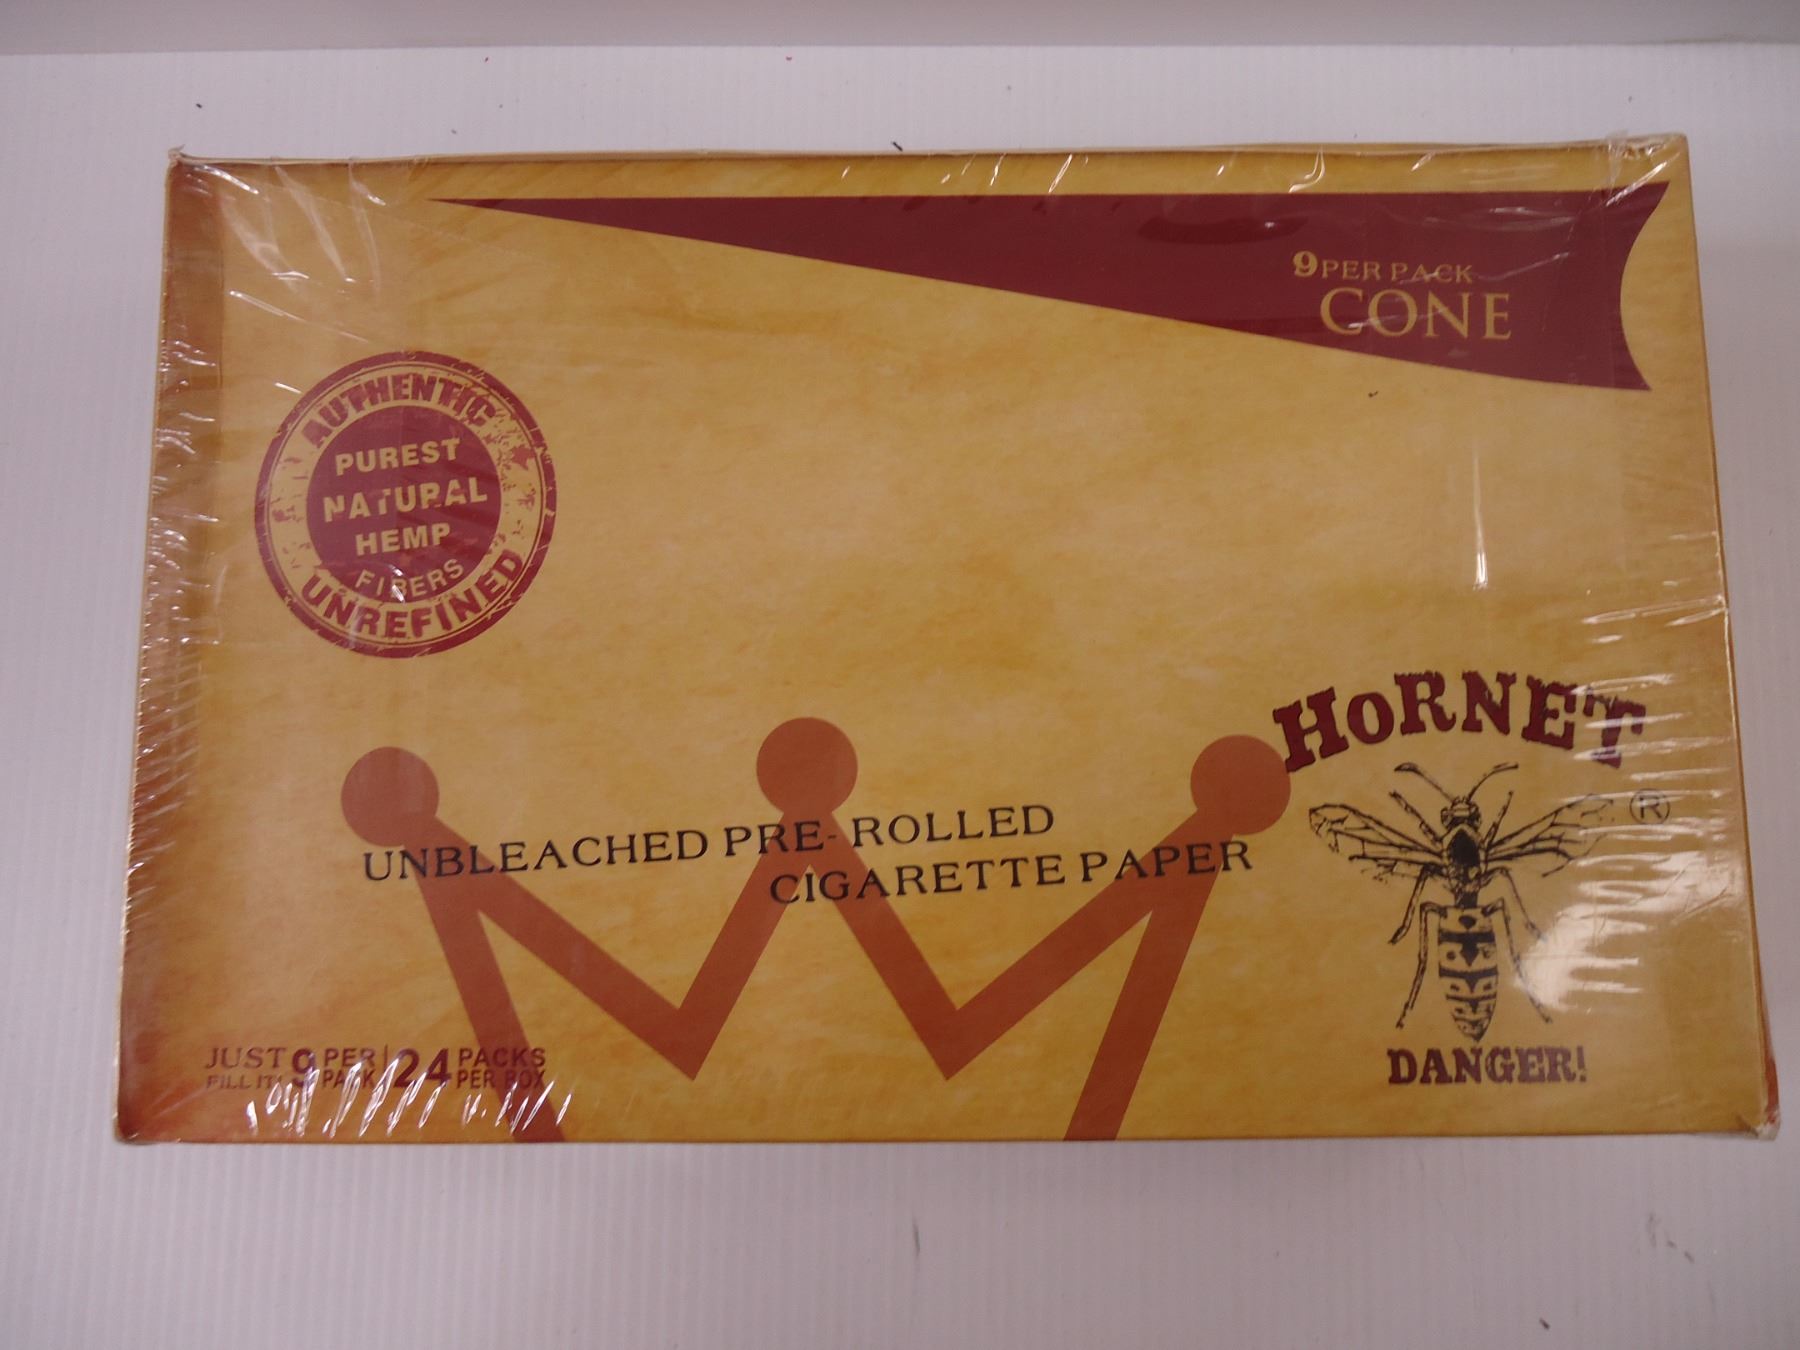 9 PER PACK
CONE
AUTHENTIC
PUREST
NATURAL
HEMP
FIBERS
UNREFINED
HORNET
®
UNBLEACHED PRE-ROLLED
CIGARETTE PAPER
DANGER!
JUST 9 PER | 24 PACKS
FILL IT! PACK PER BOX